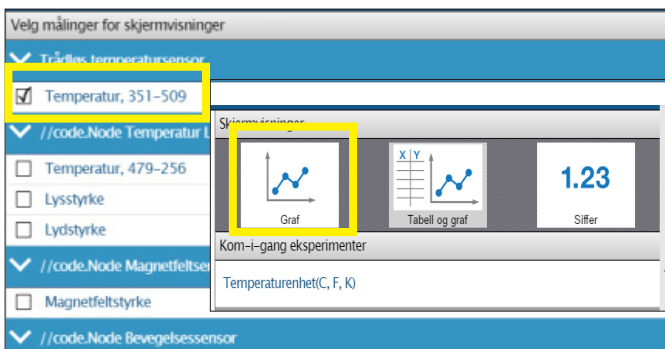 Velg målinger for skjermvisninger
Trådløs temperatursensor
Temperatur, 351-509
//code.Node Temperatur L
Temperatur, 479-256
Lysstyrke
Lydstyrke
//code.Node Magnetfeltsen
Magnetfeltstyrke
//code.Node Bevegelsessensor
Skjermvisninger
Graf
X Y
Tabell og graf
1.23
Siffer
Kom-i-gang eksperimenter
Temperaturenhet(C, F, K)